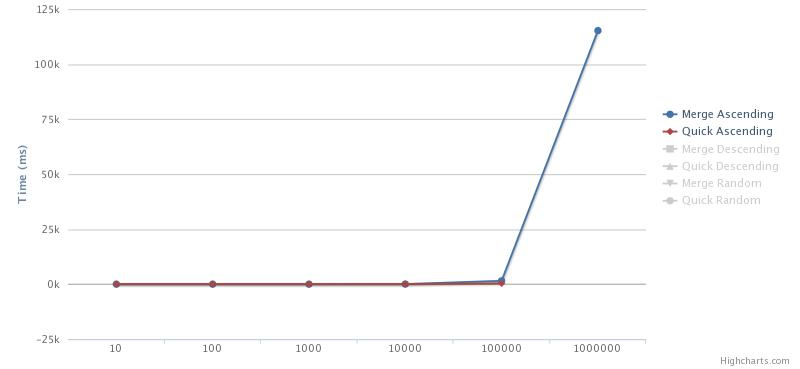 125k
100k
75k
50k
25k
0k
−25k
Time (ms)
10 100 1000 10000 100000 1000000
Merge Ascending
Quick Ascending
Merge Descending
Quick Descending
Merge Random
Quick Random
Highcharts.com